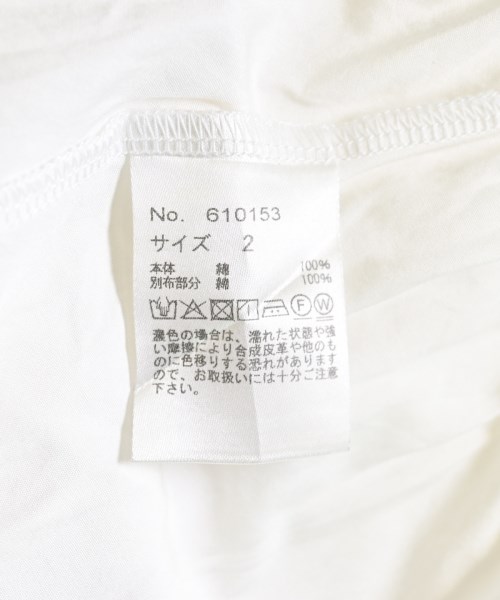 No. 610153
サイズ 2
本体 綿 100%
別布部分 綿 100%
F W
濃色の場合は、濡れた状態や強
い摩擦により合成皮革や他のも
のに色移りする恐れがあります
ので、お取扱いには十分ご注意
下さい。